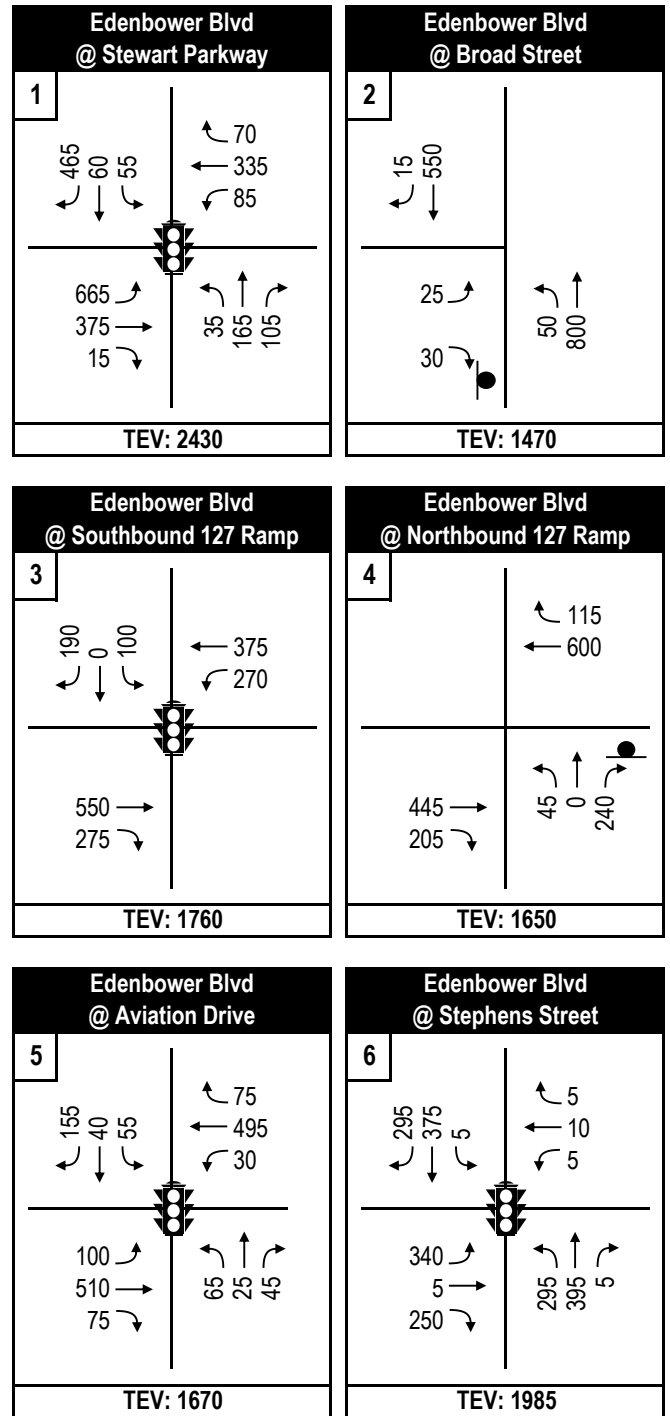 Edenbower Blvd
@ Stewart Parkway
1
465 60 55
70
335
85
665
375
15
35 165 105
TEV: 2430
Edenbower Blvd
@ Broad Street
2
15 550
25
30
50 800
TEV: 1470
Edenbower Blvd
@ Southbound 127 Ramp
3
190 0 100
375
270
550
275
TEV: 1760
Edenbower Blvd
@ Northbound 127 Ramp
4
115
600
445
205
45 0 240
TEV: 1650
Edenbower Blvd
@ Aviation Drive
5
155 40 55
75
495
30
100
510
75
65 25 45
TEV: 1670
Edenbower Blvd
@ Stephens Street
6
295 375 5
5
10
5
340
5
250
295 395 5
TEV: 1985